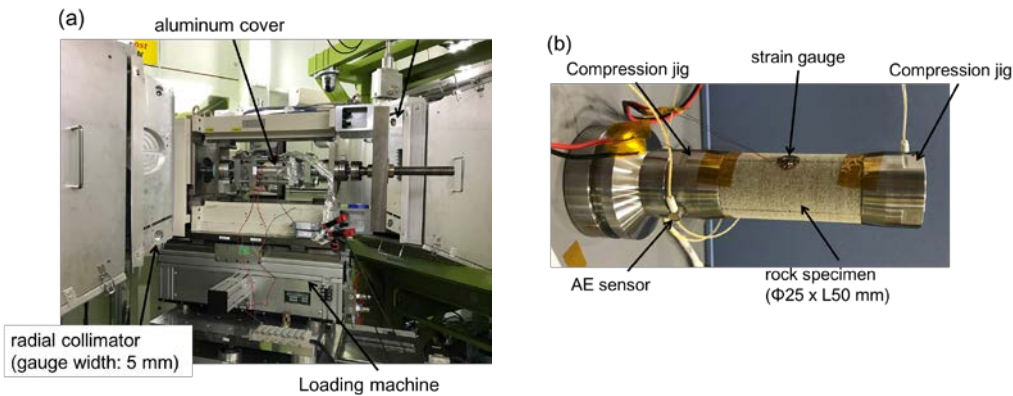 (a)
aluminum cover
radial collimator
(gauge width: 5 mm)
Loading machine
(b)
strain gauge
Compression jig
Compression jig
AE sensor
rock specimen
(Φ25 x L50 mm)